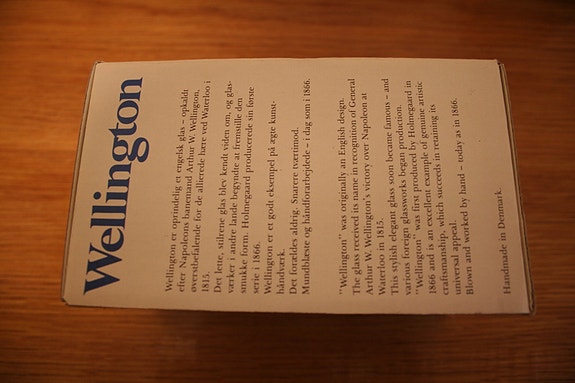 Wellington
Wellington er oprindelig et engelsk glas – opkaldt
efter Napoleons banemand Arthur W. Wellington,
øverstbefalende for de allierede hære ved Waterloo i
1815.
Det lette, stilrene glas blev kendt viden om, og glas-
værker i andre lande begyndte at fremstille den
smukke form. Holmegaard producerede sin første
serie i 1866.
Wellington er et godt eksempel på ægte kunst-
håndværk.
Det forældes aldrig. Snarere tværtimod.
Mundblæste og håndforarbejdede – i dag som i 1866.
"Wellington" was originally an English design.
The glass received its name in recognition of General
Arthur W. Wellington's victory over Napoleon at
Waterloo in 1815.
This stylish elegant glass soon became famous – and
various foreign glassworks began production.
"Wellington" was first produced by Holmegaard in
1866 and is an excellent example of genuine artistic
craftsmanship, which succeeds in retaining its
universal appeal.
Blown and worked by hand – today as in 1866.
Handmade in Denmark.